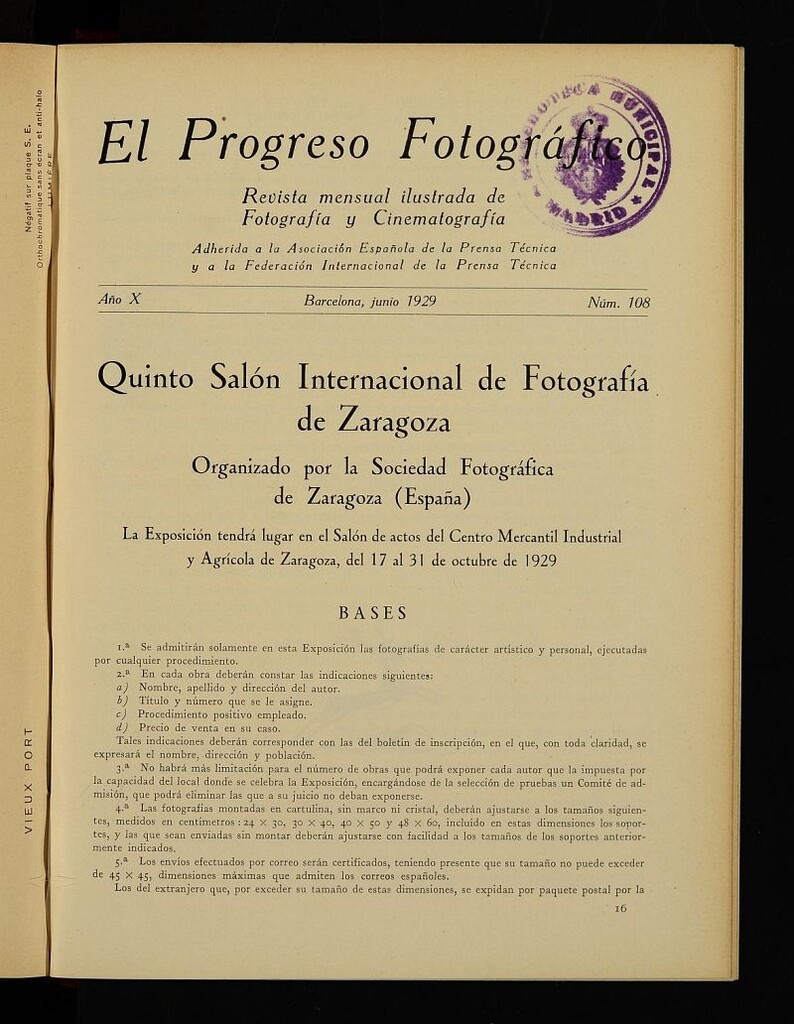 Négatif sur plaque S. E.
Orthochromatique sans écran et anti-halo
LUMIÈRE
VIEUX PORT
El Progreso Fotográfico
HEMEROTECA MUNICIPAL
★ MADRID ★
Revista mensual ilustrada de
Fotografía y Cinematografía
Adherida a la Asociación Española de la Prensa Técnica
y a la Federación Internacional de la Prensa Técnica
Año X Barcelona, junio 1929 Núm. 108
Quinto Salón Internacional de Fotografía
de Zaragoza
Organizado por la Sociedad Fotográfica
de Zaragoza (España)
La Exposición tendrá lugar en el Salón de actos del Centro Mercantil Industrial
y Agrícola de Zaragoza, del 17 al 31 de octubre de 1929
BASES
1.ª Se admitirán solamente en esta Exposición las fotografías de carácter artístico y personal, ejecutadas
por cualquier procedimiento.
2.ª En cada obra deberán constar las indicaciones siguientes:
a) Nombre, apellido y dirección del autor.
b) Título y número que se le asigne.
c) Procedimiento positivo empleado.
d) Precio de venta en su caso.
Tales indicaciones deberán corresponder con las del boletín de inscripción, en el que, con toda claridad, se
expresará el nombre, dirección y población.
3.ª No habrá más limitación para el número de obras que podrá exponer cada autor que la impuesta por
la capacidad del local donde se celebra la Exposición, encargándose de la selección de pruebas un Comité de ad-
misión, que podrá eliminar las que a su juicio no deban exponerse.
4.ª Las fotografías montadas en cartulina, sin marco ni cristal, deberán ajustarse a los tamaños siguien-
tes, medidos en centímetros: 24 × 30, 30 × 40, 40 × 50 y 48 × 60, incluído en estas dimensiones los sopor-
tes, y las que sean enviadas sin montar deberán ajustarse con facilidad a los tamaños de los soportes anterior-
mente indicados.
5.ª Los envíos efectuados por correo serán certificados, teniendo presente que su tamaño no puede exceder
de 45 × 45, dimensiones máximas que admiten los correos españoles.
Los del extranjero que, por exceder su tamaño de estas dimensiones, se expidan por paquete postal por la
16